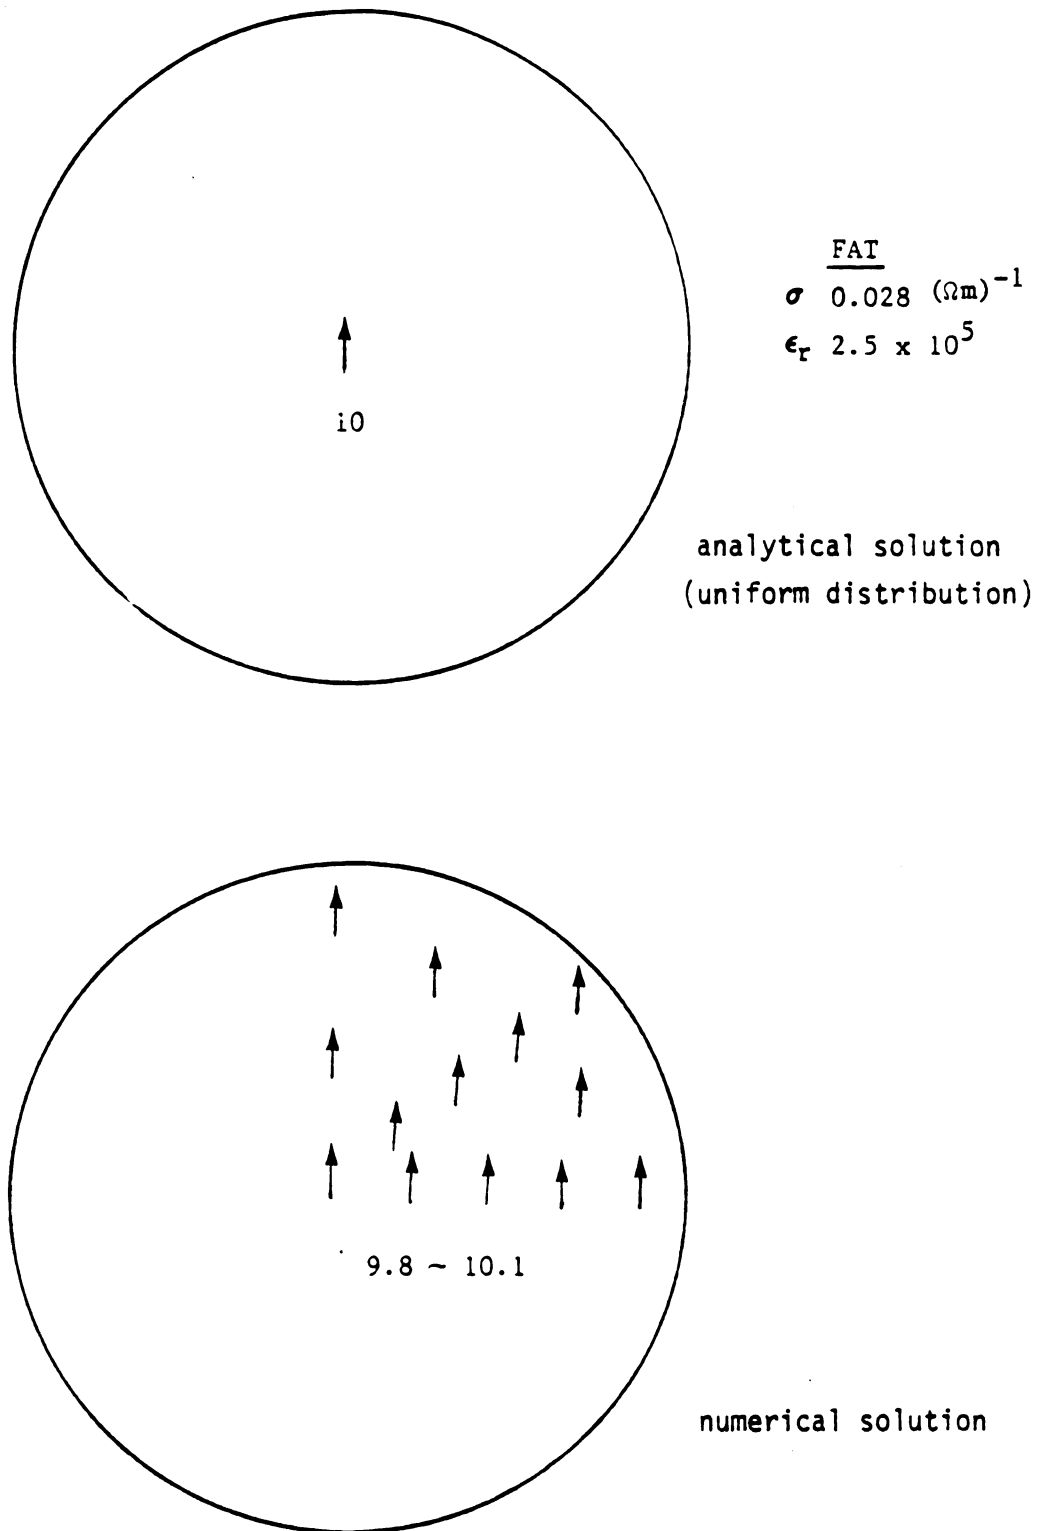 FAT
σ 0.028 (Ωm)⁻¹
ϵr 2.5 x 10⁵
i0
analytical solution
(uniform distribution)
9.8 ~ 10.1
numerical solution